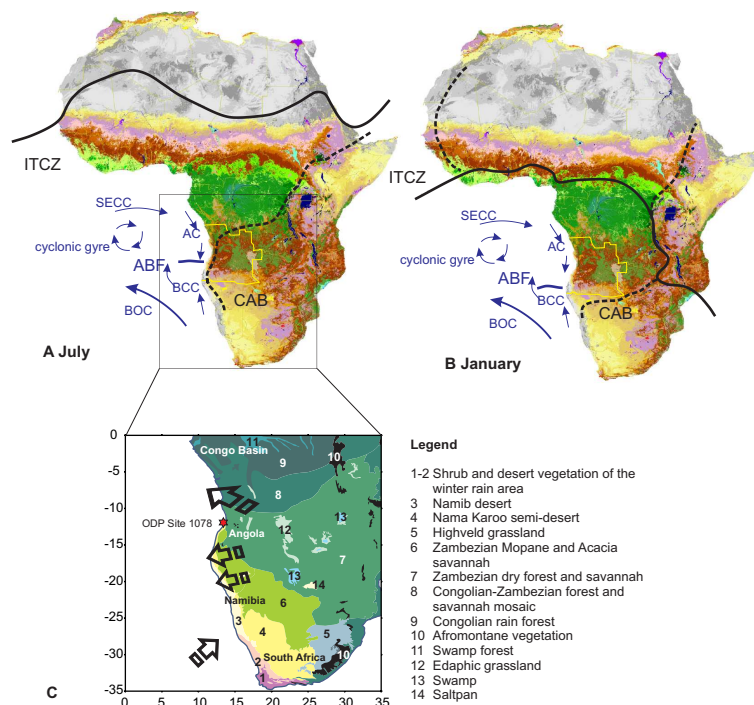 ITCZ
SECC
AC
cyclonic gyre
ABF
BCC
BOC
CAB
A July
ITCZ
SECC
AC
cyclonic gyre
ABF
BCC
BOC
CAB
B January
0
-5
-10
-15
-20
-25
-30
-35
0 5 10 15 20 25 30 35
11
Congo Basin
10
9
8
ODP Site 1078
Angola
12
13
7
13
14
Namibia
6
3
4
5
South Africa
10
2
1
C
Legend
1-2 Shrub and desert vegetation of the
winter rain area
3 Namib desert
4 Nama Karoo semi-desert
5 Highveld grassland
6 Zambezian Mopane and Acacia
savannah
7 Zambezian dry forest and savannah
8 Congolian-Zambezian forest and
savannah mosaic
9 Congolian rain forest
10 Afromontane vegetation
11 Swamp forest
12 Edaphic grassland
13 Swamp
14 Saltpan